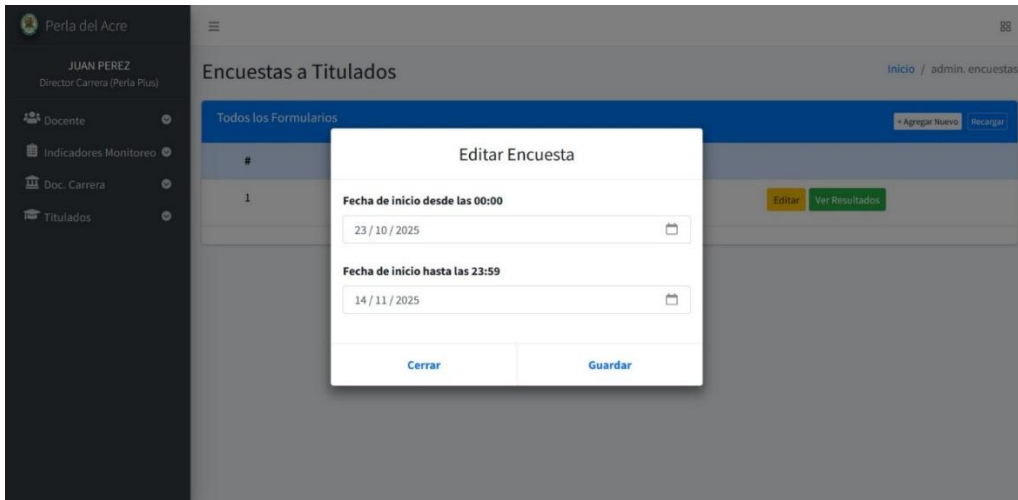 Perla del Acre
JUAN PEREZ
Director Carrera (Perla Plus)
Docente
Indicadores Monitoreo
Doc. Carrera
Titulados
Encuestas a Titulados
Inicio / admin. encuestas
Todos los Formularios
+ Agregar Nuevo Recargar
#
1
Editar Ver Resultados
Editar Encuesta
Fecha de inicio desde las 00:00
23 / 10 / 2025
Fecha de inicio hasta las 23:59
14 / 11 / 2025
Cerrar Guardar